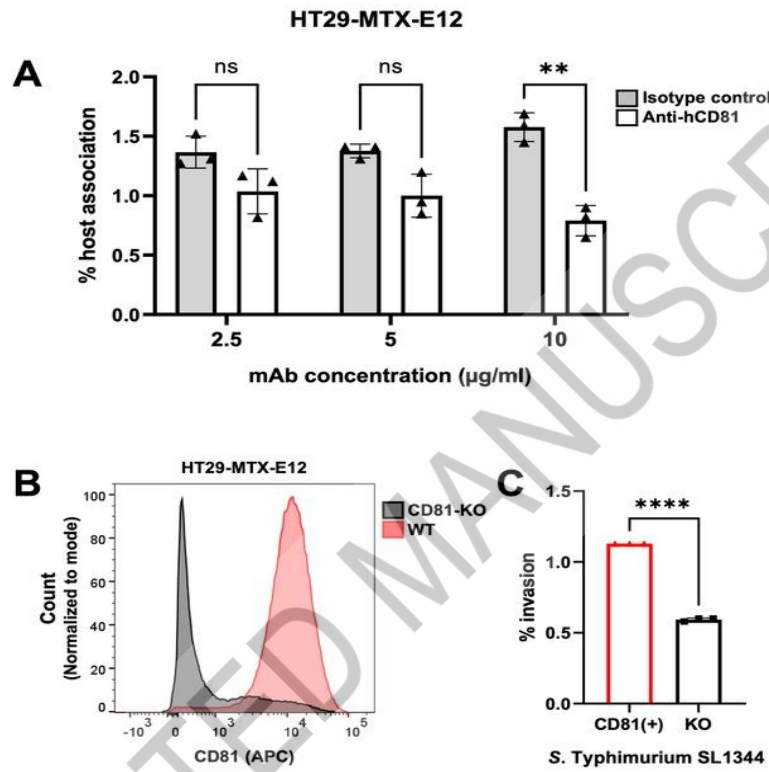 HT29-MTX-E12
A
ns
ns
**
Isotype control
Anti-hCD81
% host association
2.0
1.5
1.0
0.5
0.0
2.5
5
10
mAb concentration (µg/ml)
B
HT29-MTX-E12
CD81-KO
WT
Count
(Normalized to mode)
100
80
60
40
20
0
-10³ 0 10³ 10⁴ 10⁵
CD81 (APC)
C
****
% invasion
1.5
1.0
0.5
0.0
CD81(+) KO
S. Typhimurium SL1344
TED MANUSCR